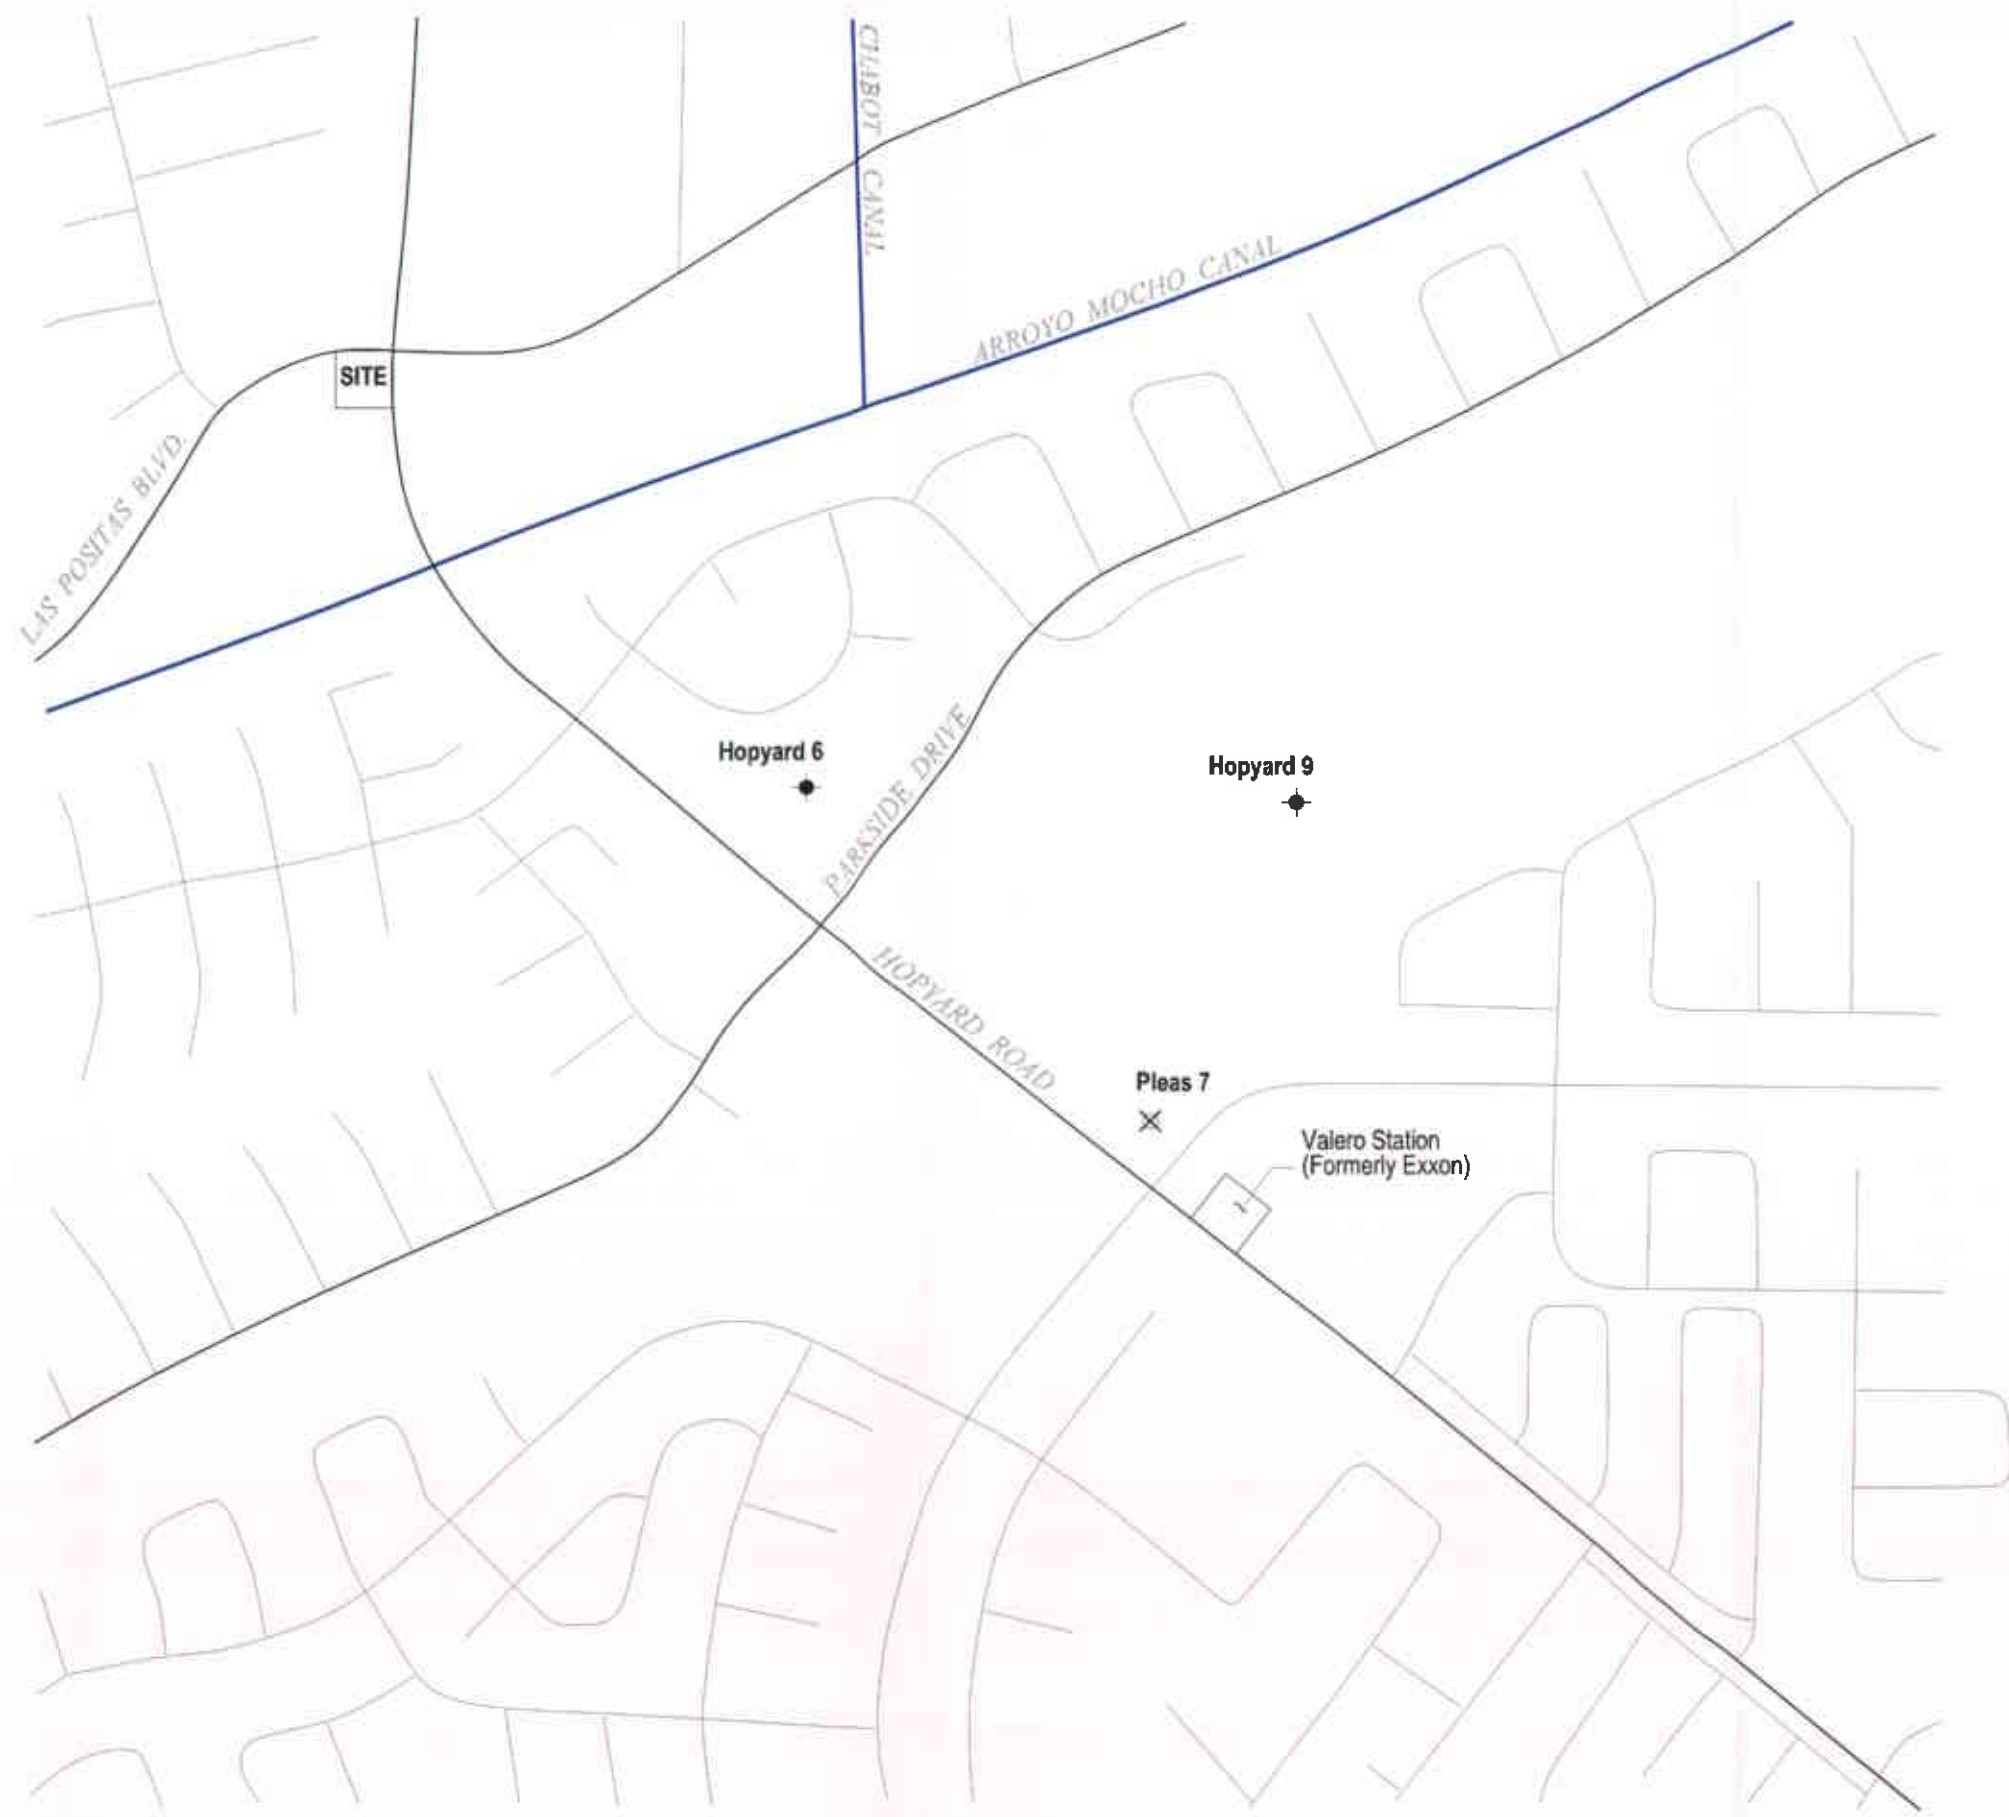 CHABOT CANAL
ARROYO MOCHO CANAL
SITE
LAS POSITAS BLVD.
Hopyard 6
PARKSIDE DRIVE
Hopyard 9
HOPYARD ROAD
Pleas 7
Valero Station
(Formerly Exxon)
~